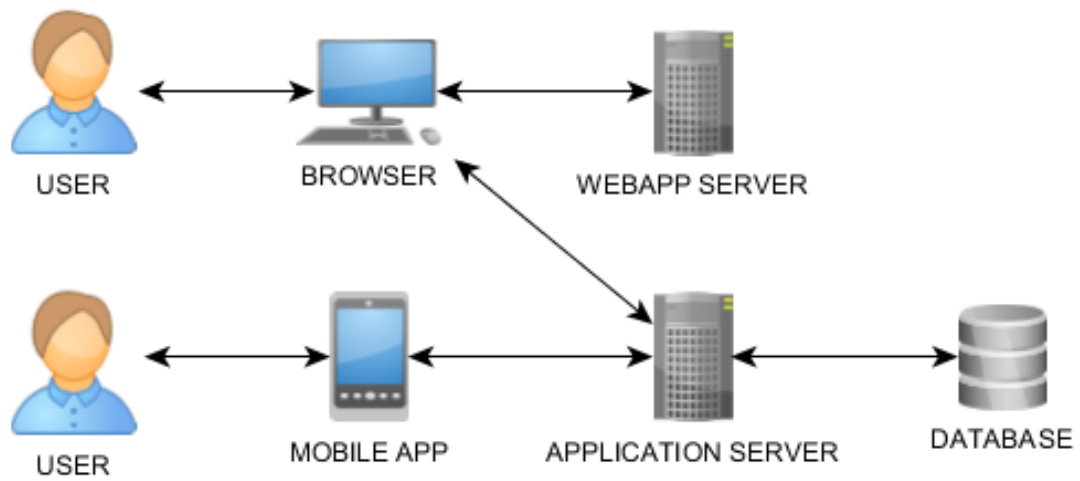 USER
BROWSER
WEBAPP SERVER
USER
MOBILE APP
APPLICATION SERVER
DATABASE